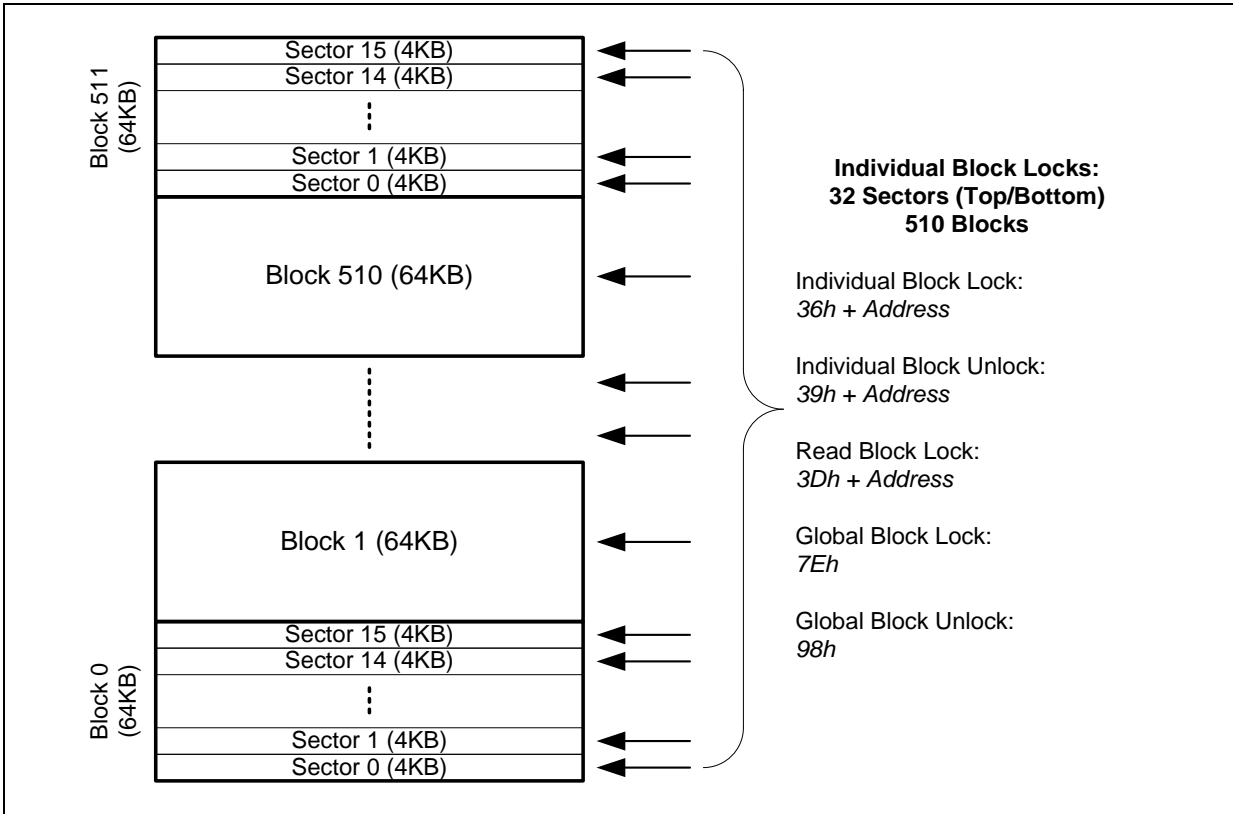 Block 511
(64KB)
Sector 15 (4KB)
Sector 14 (4KB)
Sector 1 (4KB)
Sector 0 (4KB)
Block 510 (64KB)
Block 1 (64KB)
Block 0
(64KB)
Sector 15 (4KB)
Sector 14 (4KB)
Sector 1 (4KB)
Sector 0 (4KB)
Individual Block Locks:
32 Sectors (Top/Bottom)
510 Blocks
Individual Block Lock:
36h + Address
Individual Block Unlock:
39h + Address
Read Block Lock:
3Dh + Address
Global Block Lock:
7Eh
Global Block Unlock:
98h